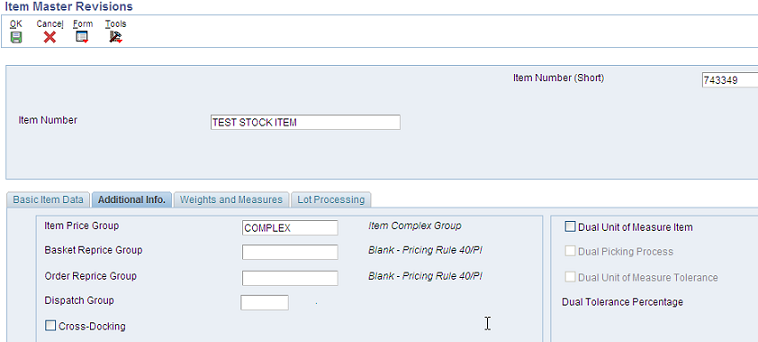 Item Master Revisions
OK Cancel Form Tools
Item Number (Short) 743349
Item Number TEST STOCK ITEM
Basic Item Data Additional Info. Weights and Measures Lot Processing
Item Price Group COMPLEX Item Complex Group Dual Unit of Measure Item
Basket Reprice Group Blank - Pricing Rule 40/PI Dual Picking Process
Order Reprice Group Blank - Pricing Rule 40/PI Dual Unit of Measure Tolerance
Dispatch Group . Dual Tolerance Percentage
Cross-Docking